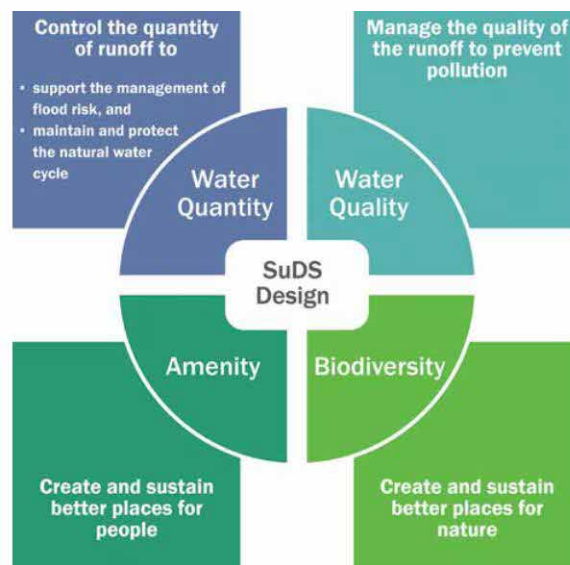 Control the quantity
of runoff to
• support the management of
flood risk, and
• maintain and protect
the natural water
cycle
Manage the quality of
the runoff to prevent
pollution
Water
Quantity
Water
Quality
SuDS
Design
Amenity
Biodiversity
Create and sustain
better places for
people
Create and sustain
better places for
nature